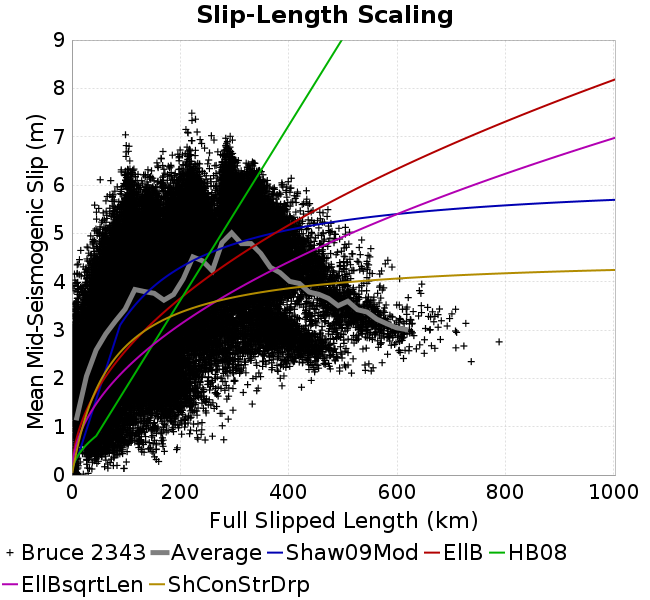 Slip-Length Scaling
Mean Mid-Seismogenic Slip (m)
9
8
7
6
5
4
3
2
1
0
0 200 400 600 800 1000
Full Slipped Length (km)
Bruce 2343 Average Shaw09Mod EllB HB08
EllBsqrtLen ShConStrDrp